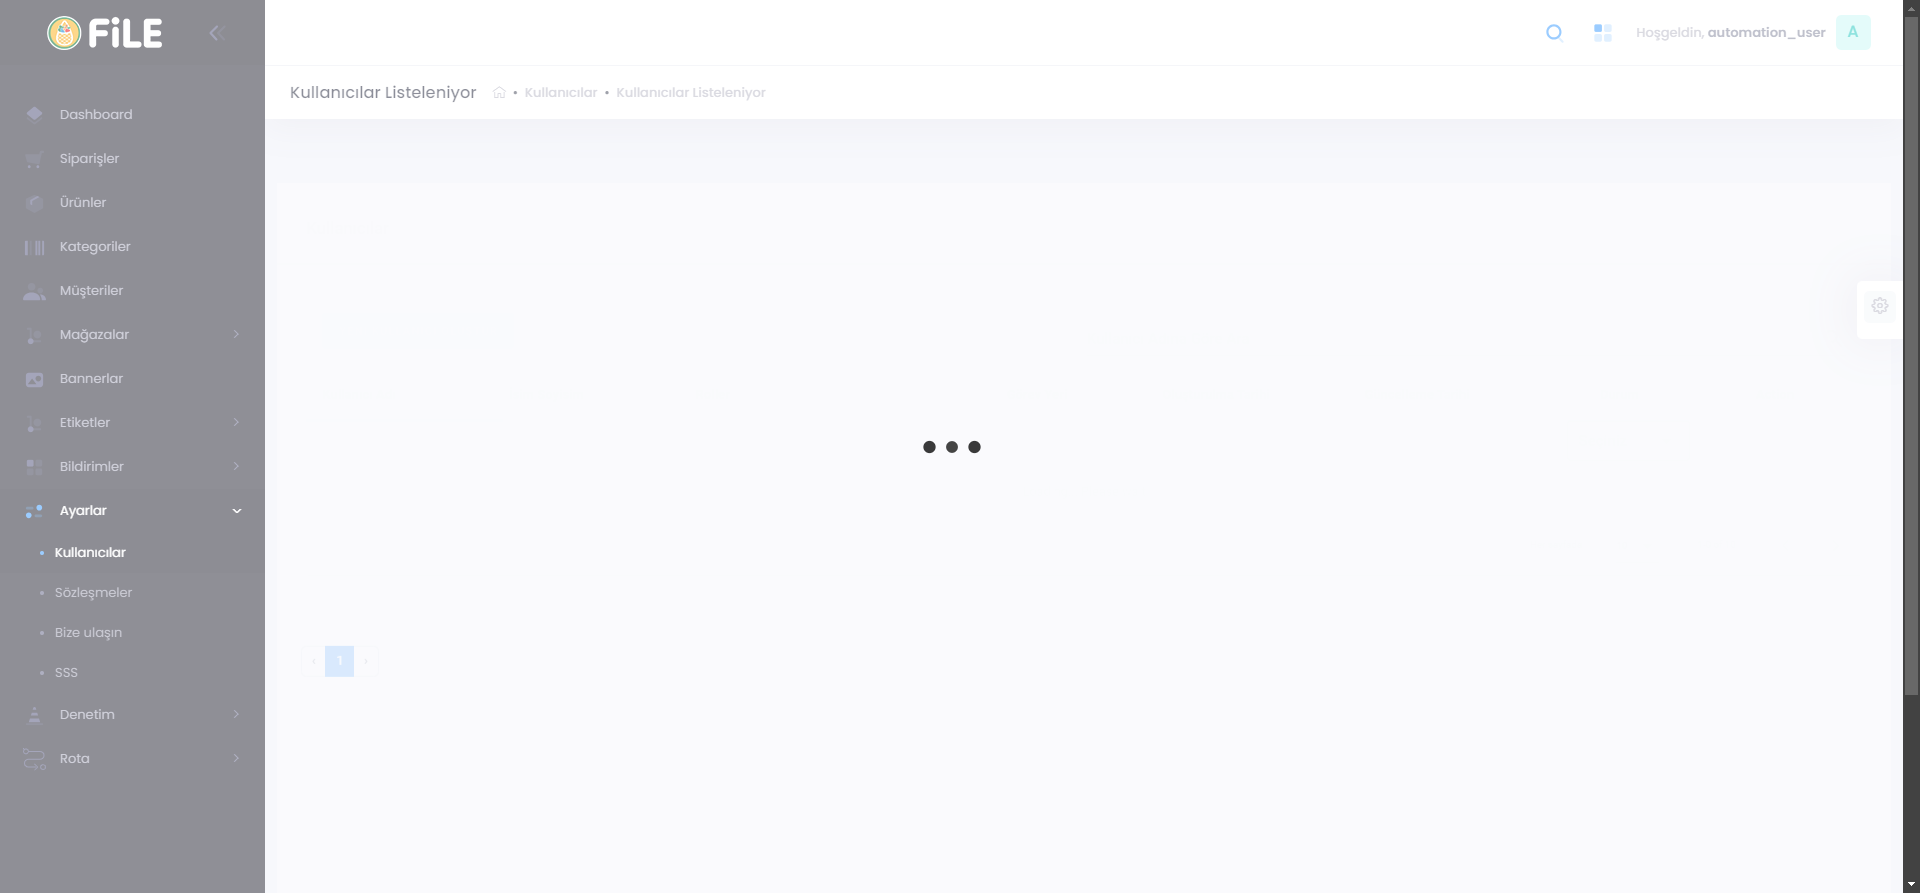 FiLE
Hoşgeldin, automation_user A
Kullanıcılar Listeleniyor • Kullanıcılar • Kullanıcılar Listeleniyor
Dashboard
Siparişler
Ürünler
Kategoriler
Müşteriler
Mağazalar
Bannerlar
Etiketler
Bildirimler
Ayarlar
• Kullanıcılar
• Sözleşmeler
• Bize ulaşın
• SSS
Denetim
Rota
‹ 1 ›